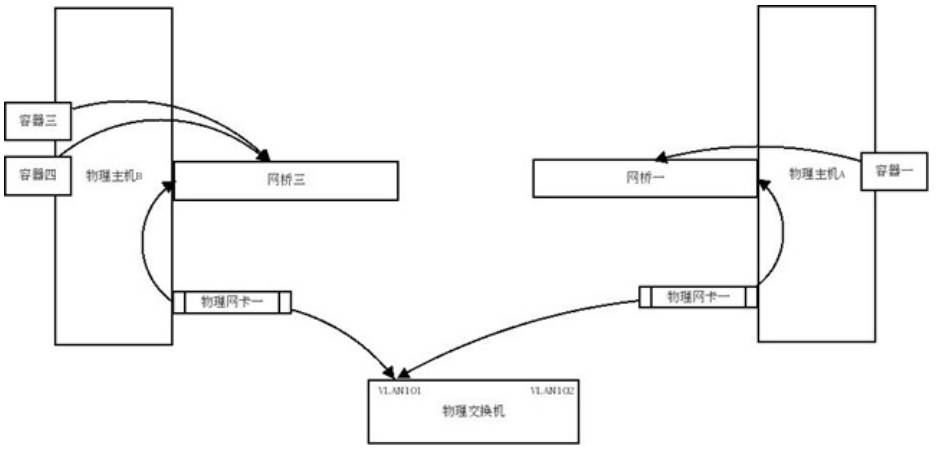 容器三
容器四
物理主机B
网桥三
网桥一
物理主机A
容器一
物理网卡一
物理网卡一
VLAN101
VLAN102
物理交换机